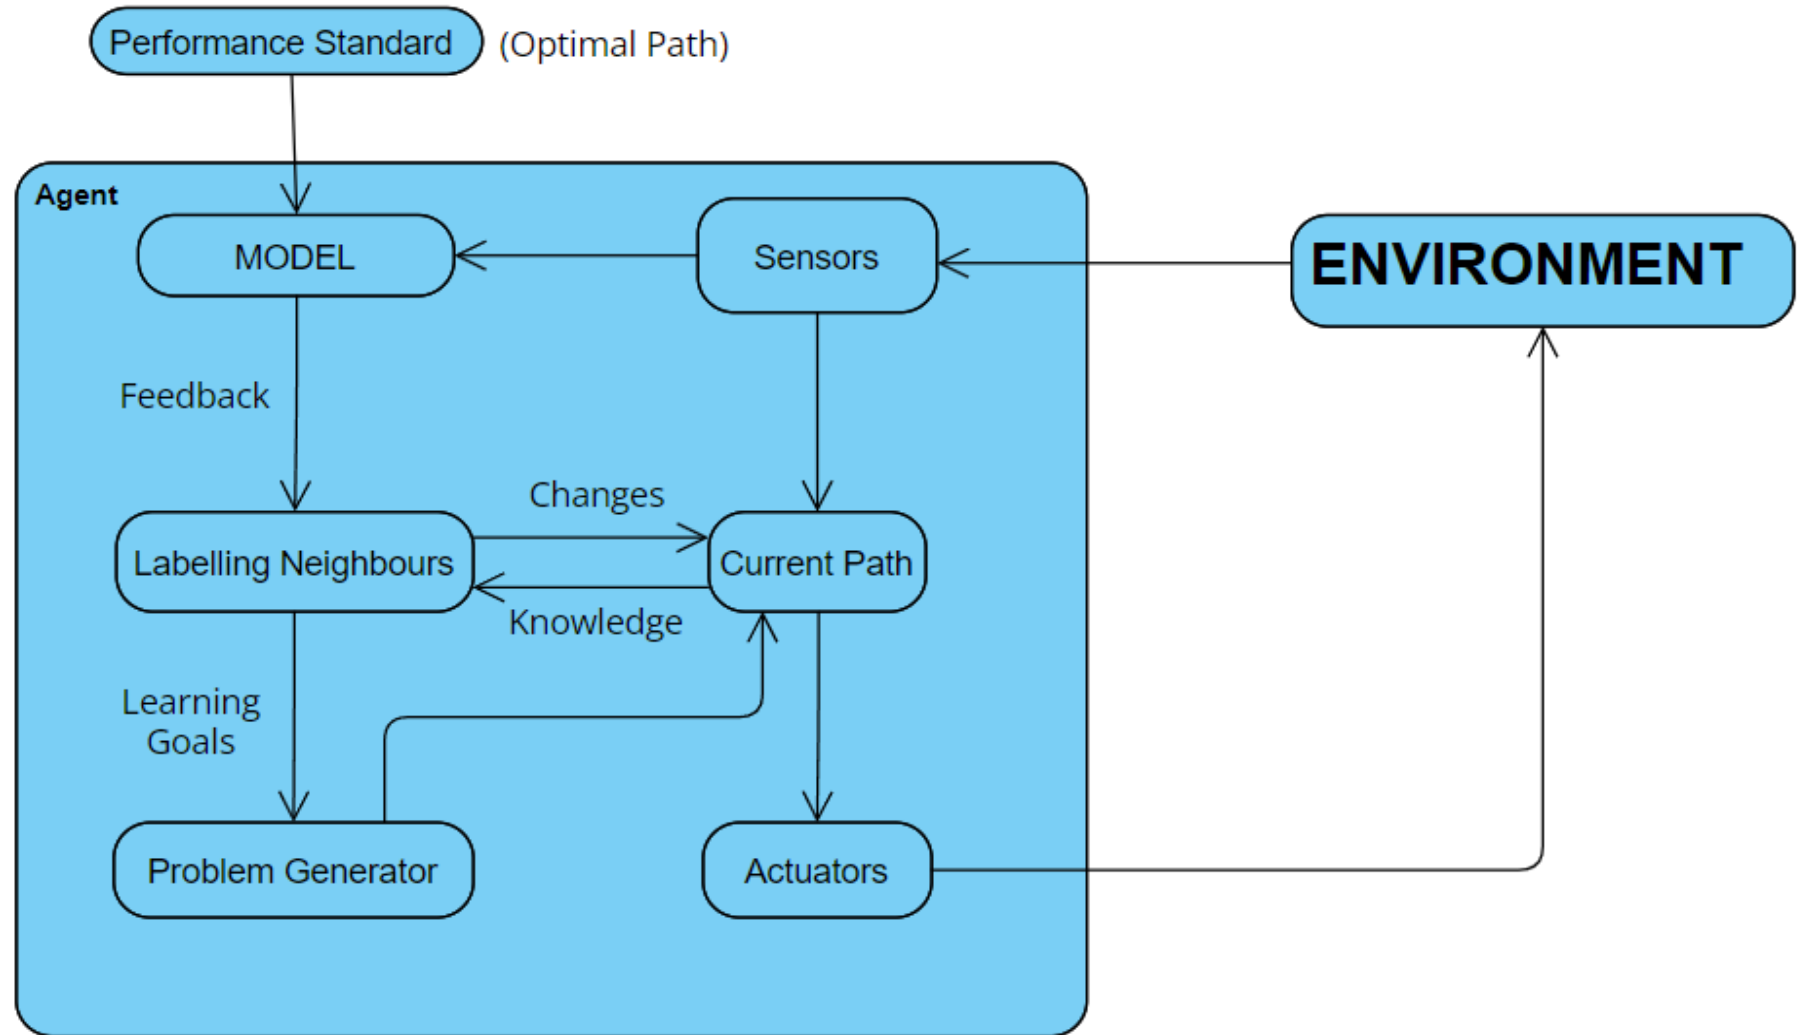 Performance Standard (Optimal Path)
Agent
MODEL
Sensors
ENVIRONMENT
Feedback
Changes
Labelling Neighbours
Current Path
Knowledge
Learning
Goals
Problem Generator
Actuators